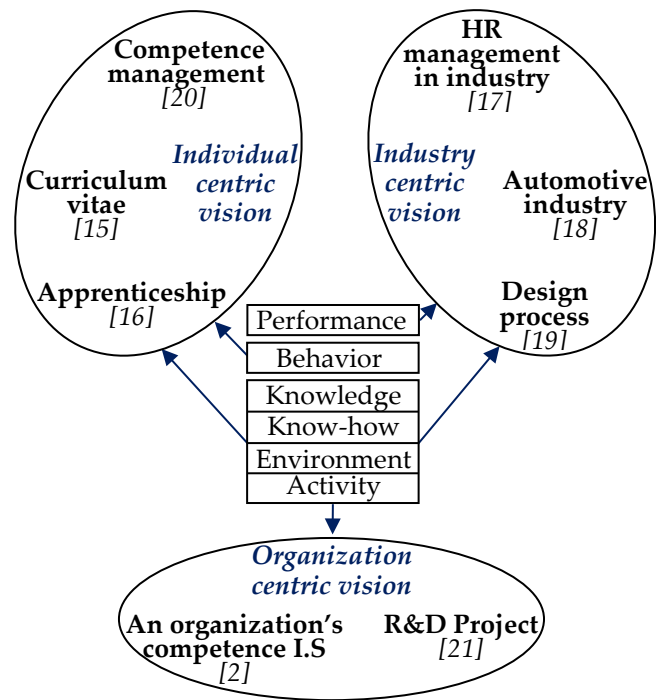 Competence
management
[20]
Individual
centric
vision
Curriculum
vitae
[15]
Apprenticeship
[16]
HR
management
in industry
[17]
Industry
centric
vision
Automotive
industry
[18]
Design
process
[19]
Performance
Behavior
Knowledge
Know-how
Environment
Activity
Organization
centric vision
An organization's
competence I.S
[2]
R&D Project
[21]